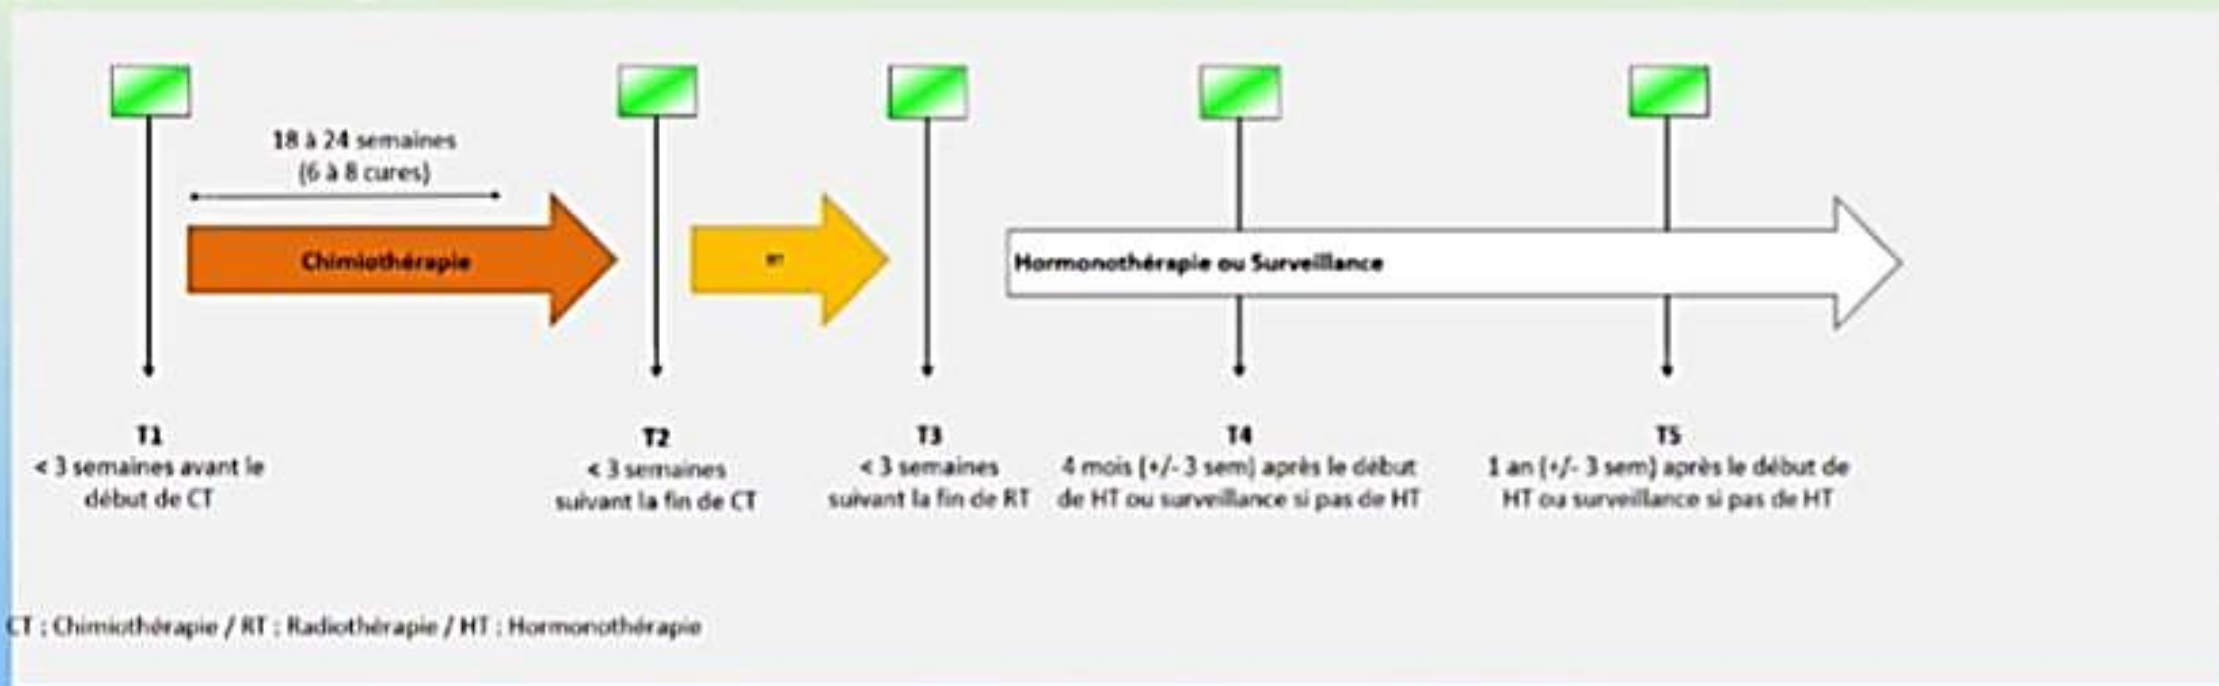 18 à 24 semaines
(6 à 8 cures)
Chimiothérapie
RT
Hormonothérapie ou Surveillance
T1
< 3 semaines avant le
début de CT
T2
< 3 semaines
suivant la fin de CT
T3
< 3 semaines
suivant la fin de RT
T4
4 mois (+/- 3 sem) après le début
de HT ou surveillance si pas de HT
T5
1 an (+/- 3 sem) après le début de
HT ou surveillance si pas de HT
CT : Chimiothérapie / RT : Radiothérapie / HT : Hormonothérapie